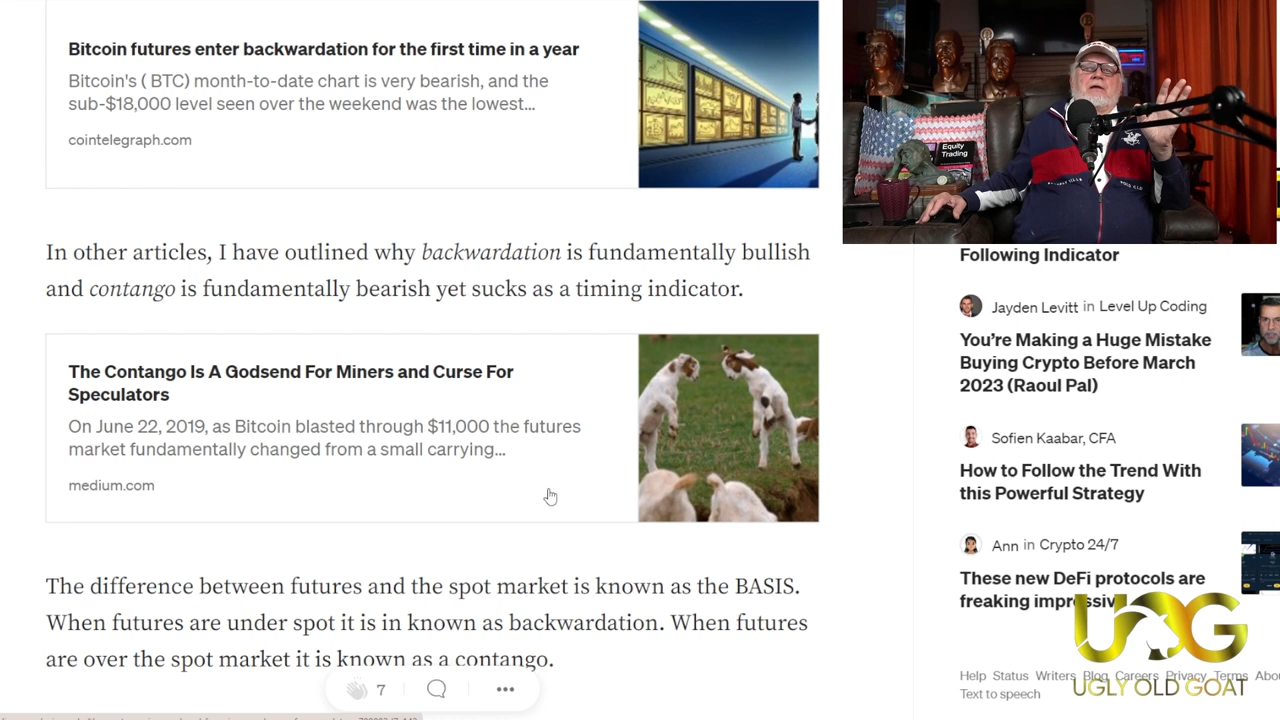 Bitcoin futures enter backwardation for the first time in a year
Bitcoin's ( BTC) month-to-date chart is very bearish, and the
sub-$18,000 level seen over the weekend was the lowest...
cointelegraph.com
In other articles, I have outlined why backwardation is fundamentally bullish
and contango is fundamentally bearish yet sucks as a timing indicator.
The Contango Is A Godsend For Miners and Curse For
Speculators
On June 22, 2019, as Bitcoin blasted through $11,000 the futures
market fundamentally changed from a small carrying...
medium.com
The difference between futures and the spot market is known as the BASIS.
When futures are under spot it is in known as backwardation. When futures
are over the spot market it is known as a contango.
7
Equity
Trading
Following Indicator
Jayden Levitt in Level Up Coding
You're Making a Huge Mistake
Buying Crypto Before March
2023 (Raoul Pal)
Sofien Kaabar, CFA
How to Follow the Trend With
this Powerful Strategy
Ann in Crypto 24/7
These new DeFi protocols are
freaking impressiv
UOG
Help Status Writers Blog Careers Privacy Terms Abou
Text to speech
UGLY OLD GOAT